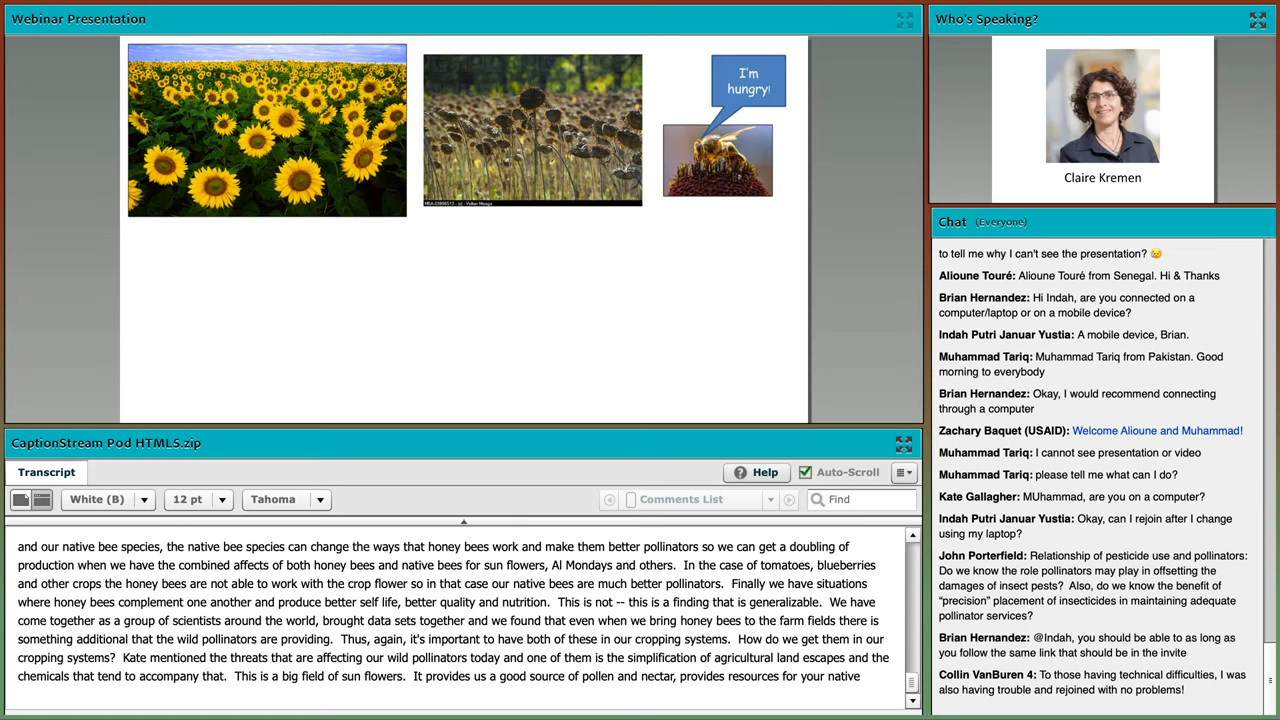 Webinar Presentation
I'm
hungry!
Who's Speaking?
Claire Kremen
Chat (Everyone)
to tell me why I can't see the presentation? 😥
Alioune Touré: Alioune Touré from Senegal. Hi & Thanks
Brian Hernandez: Hi Indah, are you connected on a
computer/laptop or on a mobile device?
Indah Putri Januar Yustia: A mobile device, Brian.
Muhammad Tariq: Muhammad Tariq from Pakistan. Good
morning to everybody
Brian Hernandez: Okay, I would recommend connecting
through a computer
Zachary Baquet (USAID): Welcome Alioune and Muhammad!
Muhammad Tariq: I cannot see presentation or video
Muhammad Tariq: please tell me what can I do?
Kate Gallagher: MUhammad, are you on a computer?
Indah Putri Januar Yustia: Okay, can I rejoin after I change
using my laptop?
John Porterfield: Relationship of pesticide use and pollinators:
Do we know the role pollinators may play in offsetting the
damages of insect pests? Also, do we know the benefit of
“precision” placement of insecticides in maintaining adequate
pollinator services?
Brian Hernandez: @Indah, you should be able to as long as
you follow the same link that should be in the invite
Collin VanBuren 4: To those having technical difficulties, I was
also having trouble and rejoined with no problems!
CaptionStream Pod HTML5.zip
Transcript
Help
Auto-Scroll
White (B)
12 pt
Tahoma
Comments List
Find
and our native bee species, the native bee species can change the ways that honey bees work and make them better pollinators so we can get a doubling of
production when we have the combined affects of both honey bees and native bees for sun flowers, Al Mondays and others. In the case of tomatoes, blueberries
and other crops the honey bees are not able to work with the crop flower so in that case our native bees are much better pollinators. Finally we have situations
where honey bees complement one another and produce better self life, better quality and nutrition. This is not -- this is a finding that is generalizable. We have
come together as a group of scientists around the world, brought data sets together and we found that even when we bring honey bees to the farm fields there is
something additional that the wild pollinators are providing. Thus, again, it's important to have both of these in our cropping systems. How do we get them in our
cropping systems? Kate mentioned the threats that are affecting our wild pollinators today and one of them is the simplification of agricultural land escapes and the
chemicals that tend to accompany that. This is a big field of sun flowers. It provides us a good source of pollen and nectar, provides resources for your native